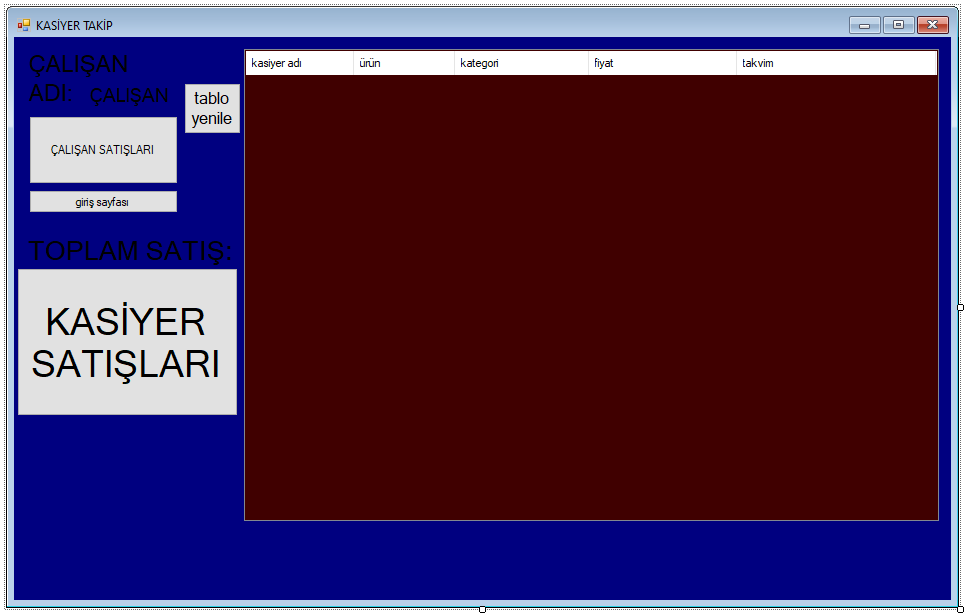 KASİYER TAKİP
ÇALIŞAN
ADI: ÇALIŞAN
tablo
yenile
ÇALIŞAN SATIŞLARI
giriş sayfası
TOPLAM SATIŞ:
KASİYER
SATIŞLARI
kasiyer adı ürün kategori fiyat takvim